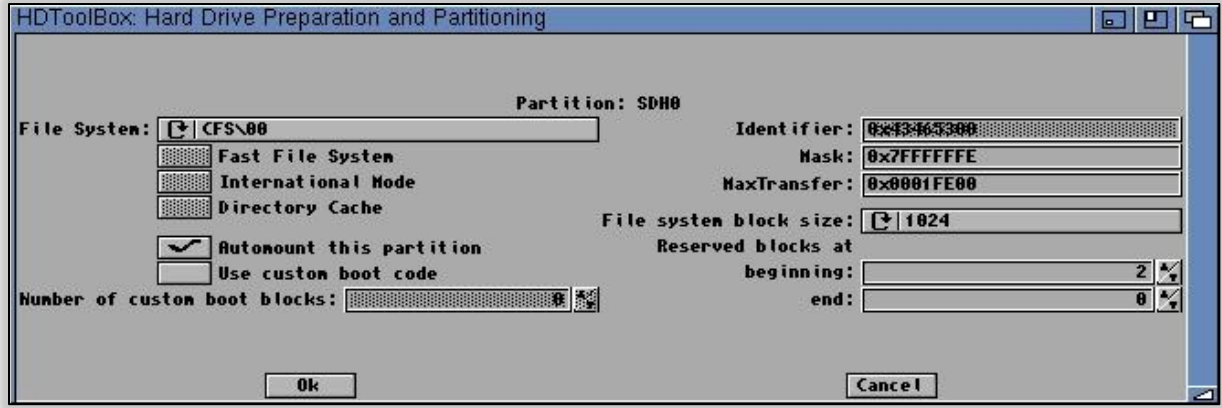 HDToolBox: Hard Drive Preparation and Partitioning
Partition: SDH0
File System: CFS\00
Identifier: 0x43465300
Fast File System
Mask: 0x7FFFFFFE
International Mode
MaxTransfer: 0x0001FE00
Directory Cache
File system block size: 1024
Automount this partition
Reserved blocks at
Use custom boot code
beginning: 2
Number of custom boot blocks: 0
end: 0
Ok
Cancel